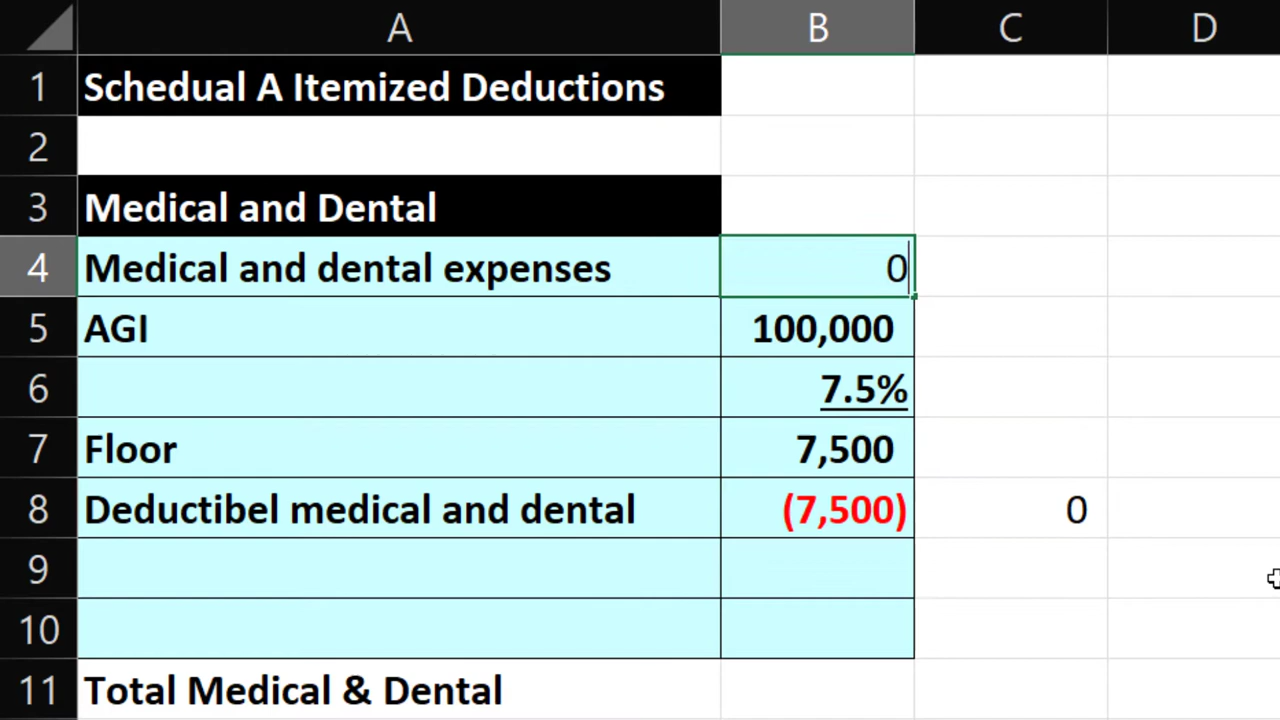 A B C D
1 Schedual A Itemized Deductions
2
3 Medical and Dental
4 Medical and dental expenses 0
5 AGI 100,000
6 7.5%
7 Floor 7,500
8 Deductibel medical and dental (7,500) 0
9
10
11 Total Medical & Dental